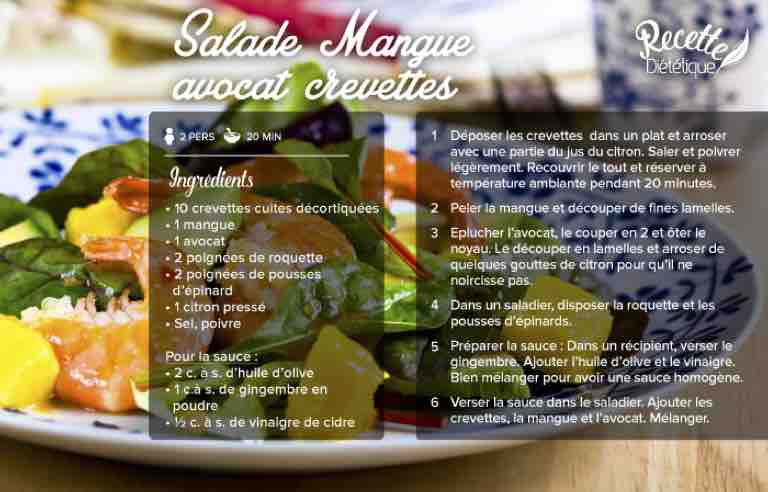 Salade Mangue
avocat crevettes
Recette
Diététique
2 PERS 20 MIN
Ingrédients
• 10 crevettes cuites décortiquées
• 1 mangue
• 1 avocat
• 2 poignées de roquette
• 2 poignées de pousses
d'épinard
• 1 citron pressé
• Sel, poivre
Pour la sauce :
• 2 c. à s. d'huile d'olive
• 1 c.à s. de gingembre en
poudre
• ½ c. à s. de vinaigre de cidre
1 Déposer les crevettes dans un plat et arroser
avec une partie du jus du citron. Saler et poivrer
légèrement. Recouvrir le tout et réserver à
température ambiante pendant 20 minutes.
2 Peler la mangue et découper de fines lamelles.
3 Eplucher l'avocat, le couper en 2 et ôter le
noyau. Le découper en lamelles et arroser de
quelques gouttes de citron pour qu'il ne
noircisse pas.
4 Dans un saladier, disposer la roquette et les
pousses d'épinards.
5 Préparer la sauce : Dans un récipient, verser le
gingembre. Ajouter l'huile d'olive et le vinaigre.
Bien mélanger pour avoir une sauce homogène.
6 Verser la sauce dans le saladier. Ajouter les
crevettes, la mangue et l'avocat. Mélanger.